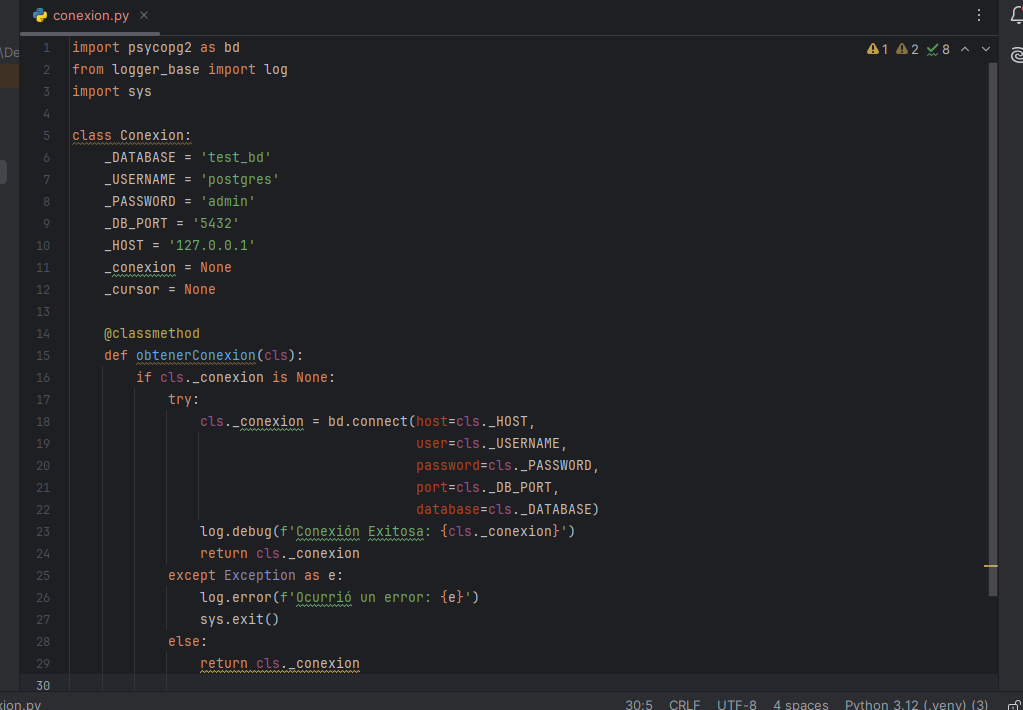 conexion.py
\De
1 2 8
1 import psycopg2 as bd
2 from logger_base import log
3 import sys
4
5 class Conexion:
6     _DATABASE = 'test_bd'
7     _USERNAME = 'postgres'
8     _PASSWORD = 'admin'
9     _DB_PORT = '5432'
10     _HOST = '127.0.0.1'
11     _conexion = None
12     _cursor = None
13
14     @classmethod
15     def obtenerConexion(cls):
16         if cls._conexion is None:
17             try:
18                 cls._conexion = bd.connect(host=cls._HOST,
19                                            user=cls._USERNAME,
20                                            password=cls._PASSWORD,
21                                            port=cls._DB_PORT,
22                                            database=cls._DATABASE)
23                 log.debug(f'Conexión Exitosa: {cls._conexion}')
24                 return cls._conexion
25             except Exception as e:
26                 log.error(f'Ocurrió un error: {e}')
27                 sys.exit()
28             else:
29                 return cls._conexion
30
xion.py 30:5 CRLF UTF-8 4 spaces Python 3.12 (.venv) (3)